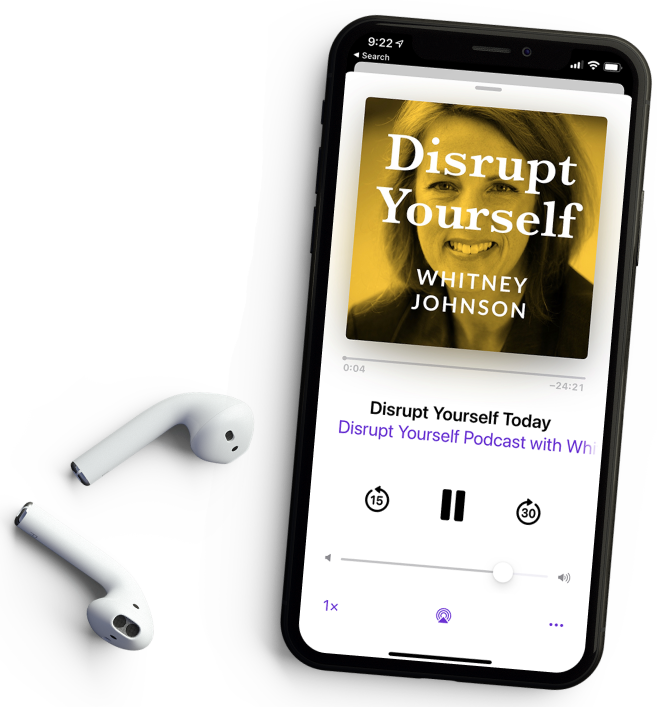 9:22
Search
Disrupt
Yourself
WHITNEY
JOHNSON
0:04
−24:21
Disrupt Yourself Today
Disrupt Yourself Podcast with Whi
15
30
1×
...